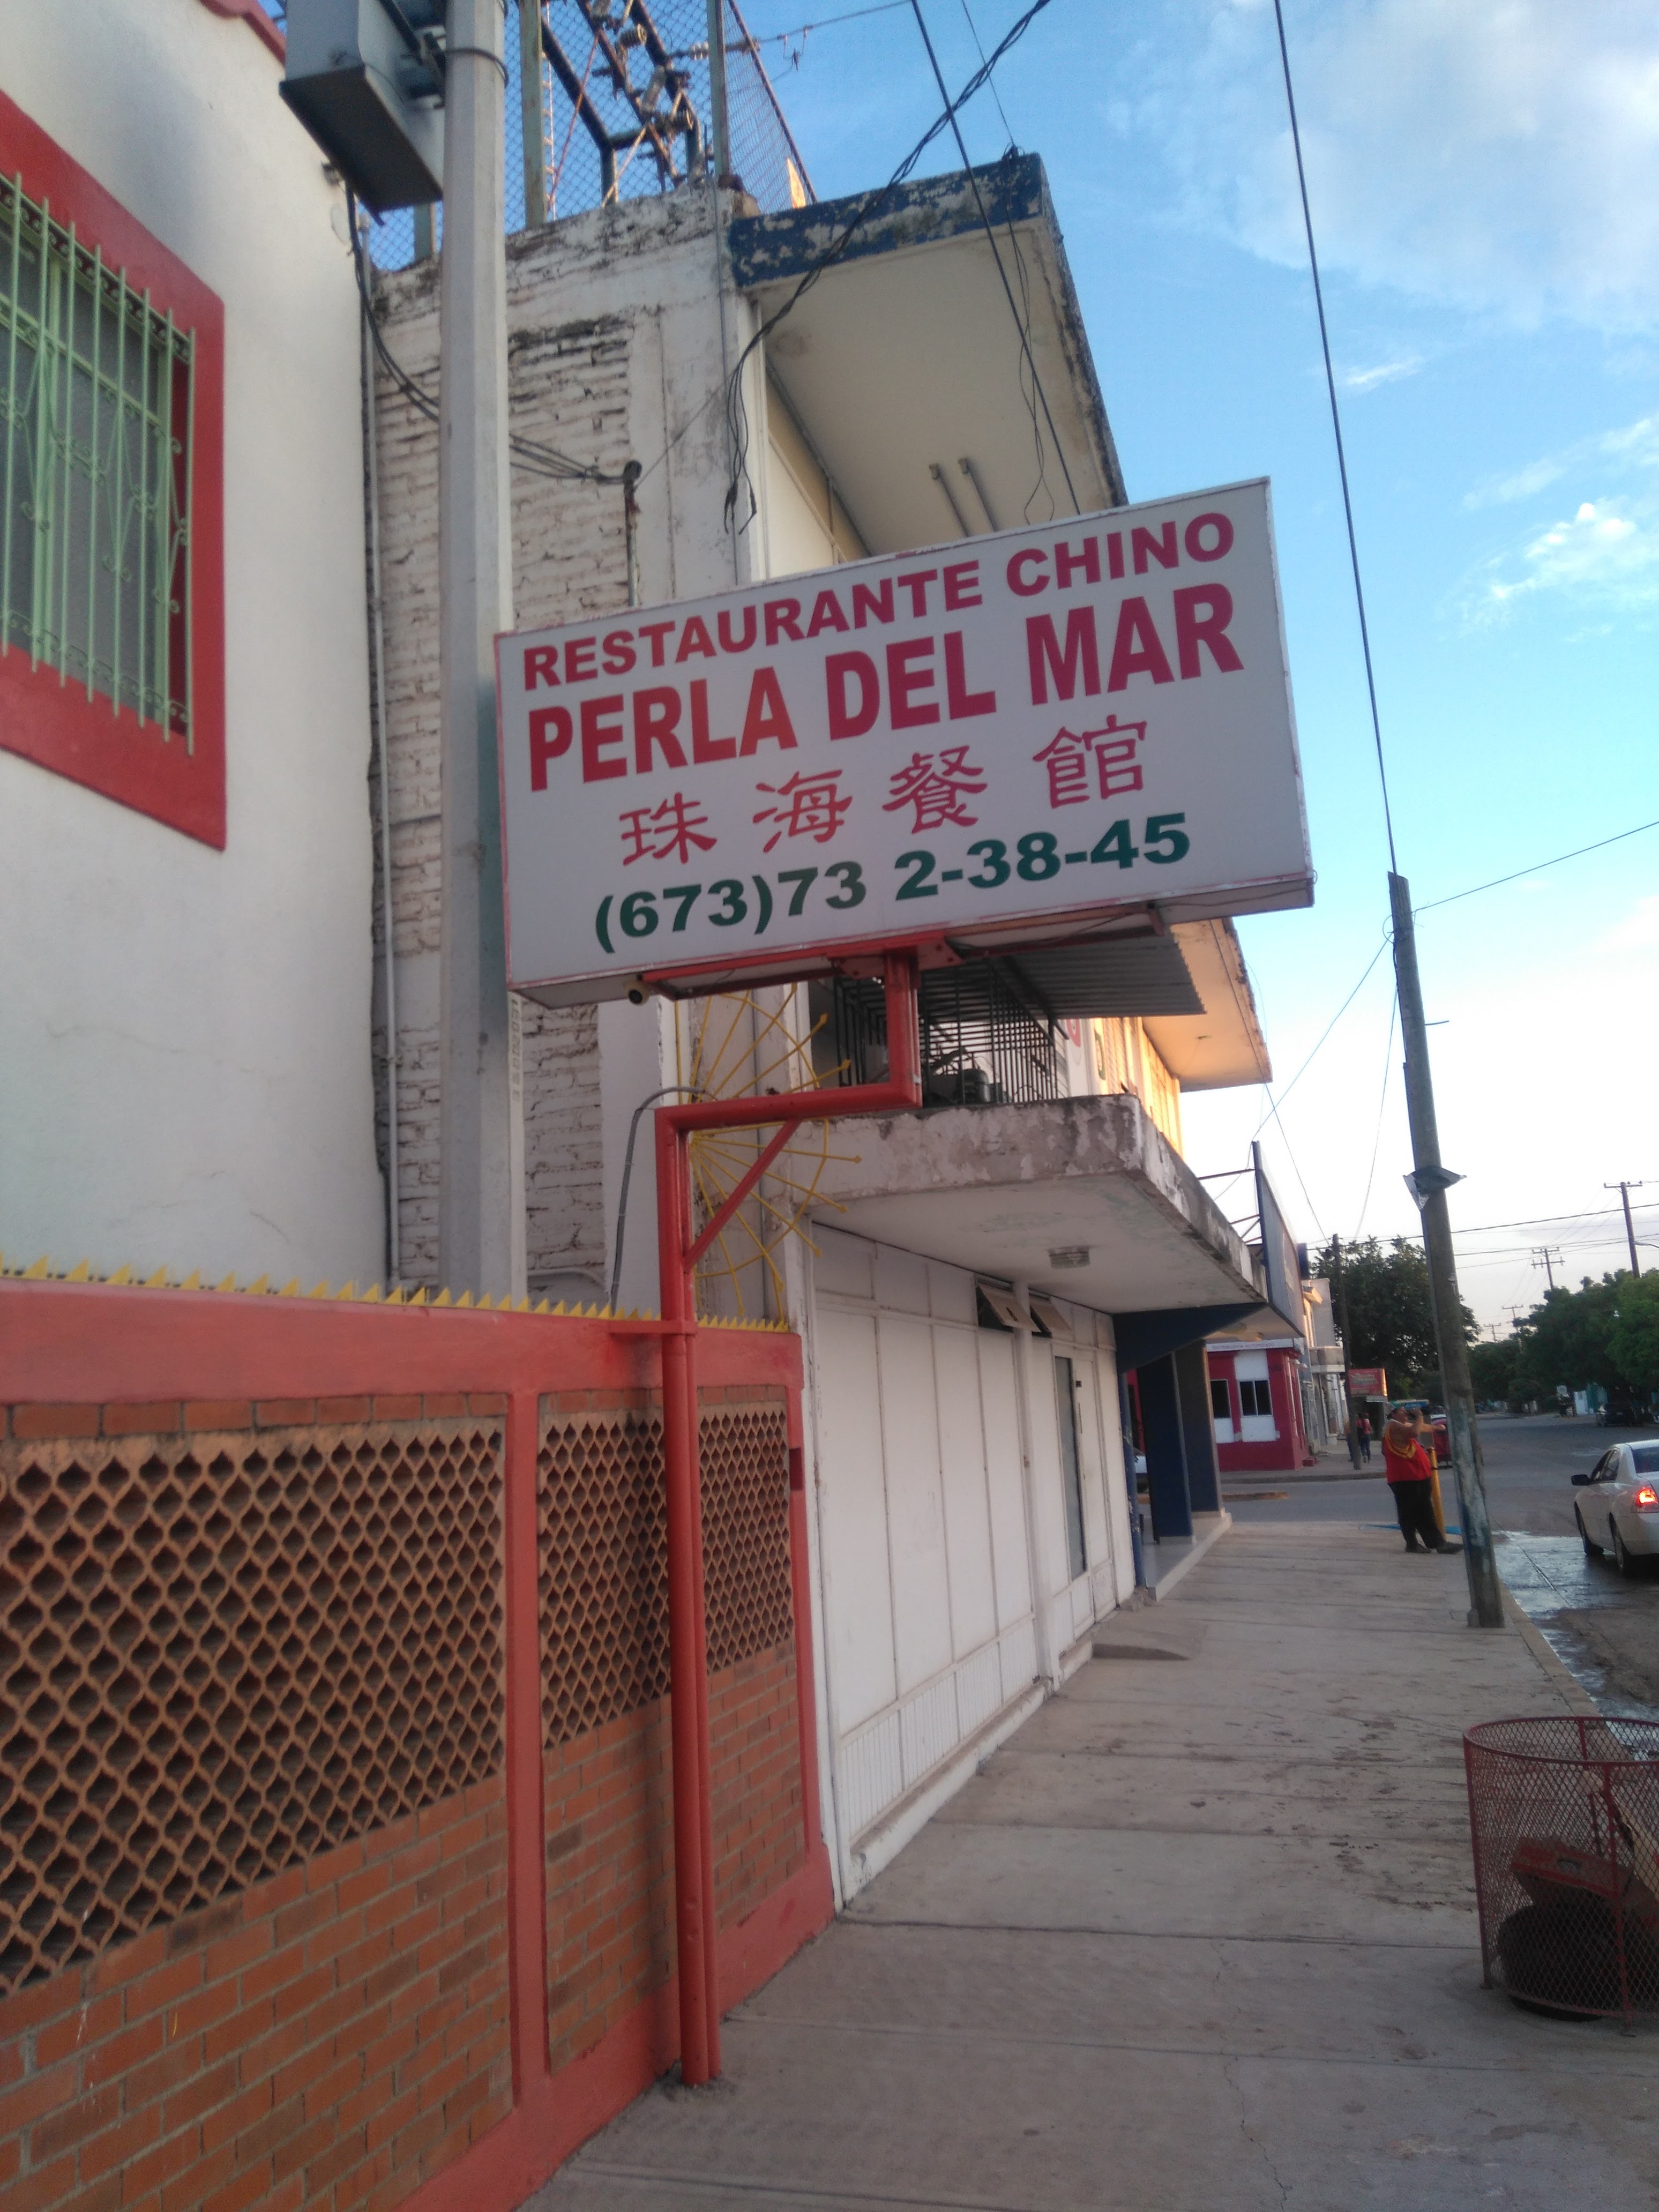 RESTAURANTE CHINO
PERLA DEL MAR
珠海餐館
(673)73 2-38-45